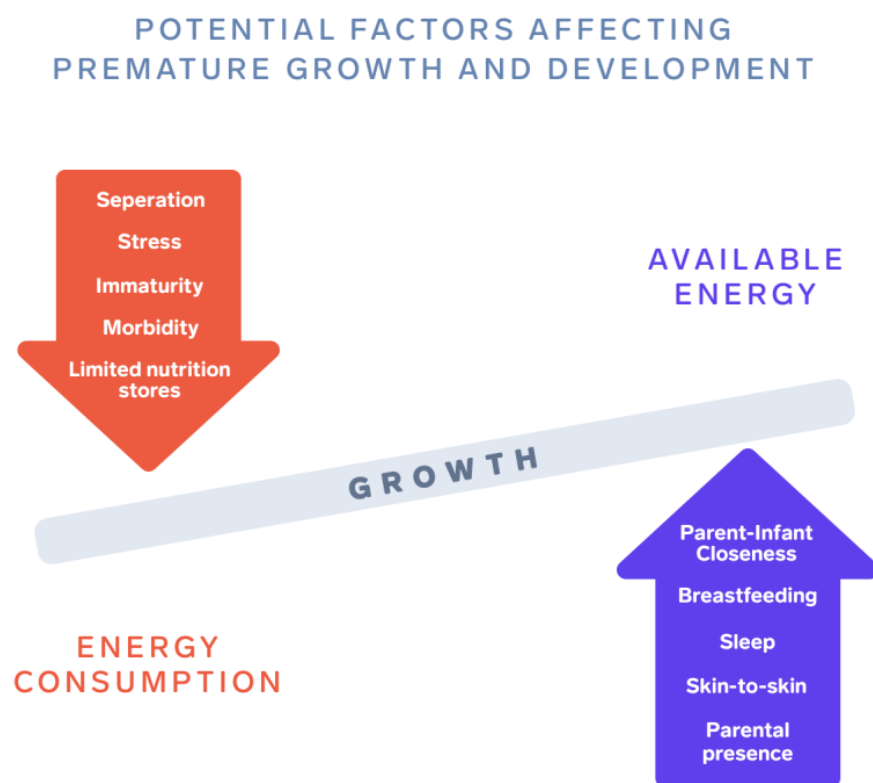 POTENTIAL FACTORS AFFECTING
PREMATURE GROWTH AND DEVELOPMENT
Seperation
Stress
Immaturity
Morbidity
Limited nutrition
stores
AVAILABLE
ENERGY
GROWTH
ENERGY
CONSUMPTION
Parent-Infant
Closeness
Breastfeeding
Sleep
Skin-to-skin
Parental
presence